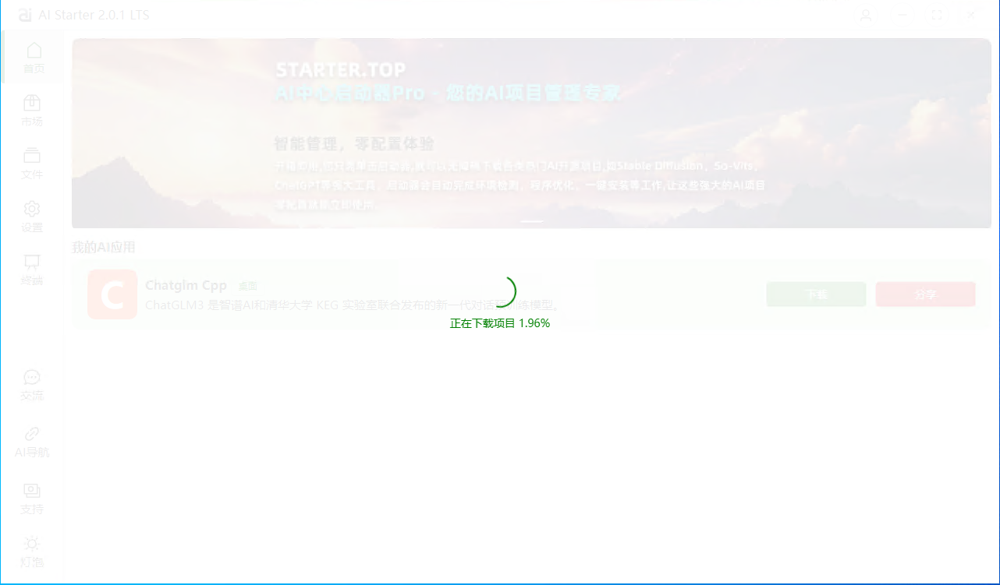 AI Starter 2.0.1 LTS
首页
市场
文件
设置
终端
交流
AI导航
支持
灯泡
STARTER.TOP
AI中心启动器Pro - 您的AI项目管理专家
智能管理，零配置体验
开箱即用,您只需单击启动器,就可以无障碍下载各类热门AI开源项目,如Stable Diffusion，So-Vits，
ChatGPT等强大工具。启动器会自动完成环境检测，程序优化，一键安装等工作,让这些强大的AI项目
零配置就能立即使用。
我的AI应用
C
Chatglm Cpp
桌面
ChatGLM3 是智谱AI和清华大学 KEG 实验室联合发布的新一代对话预训练模型。
下载
分享
正在下载项目 1.96%